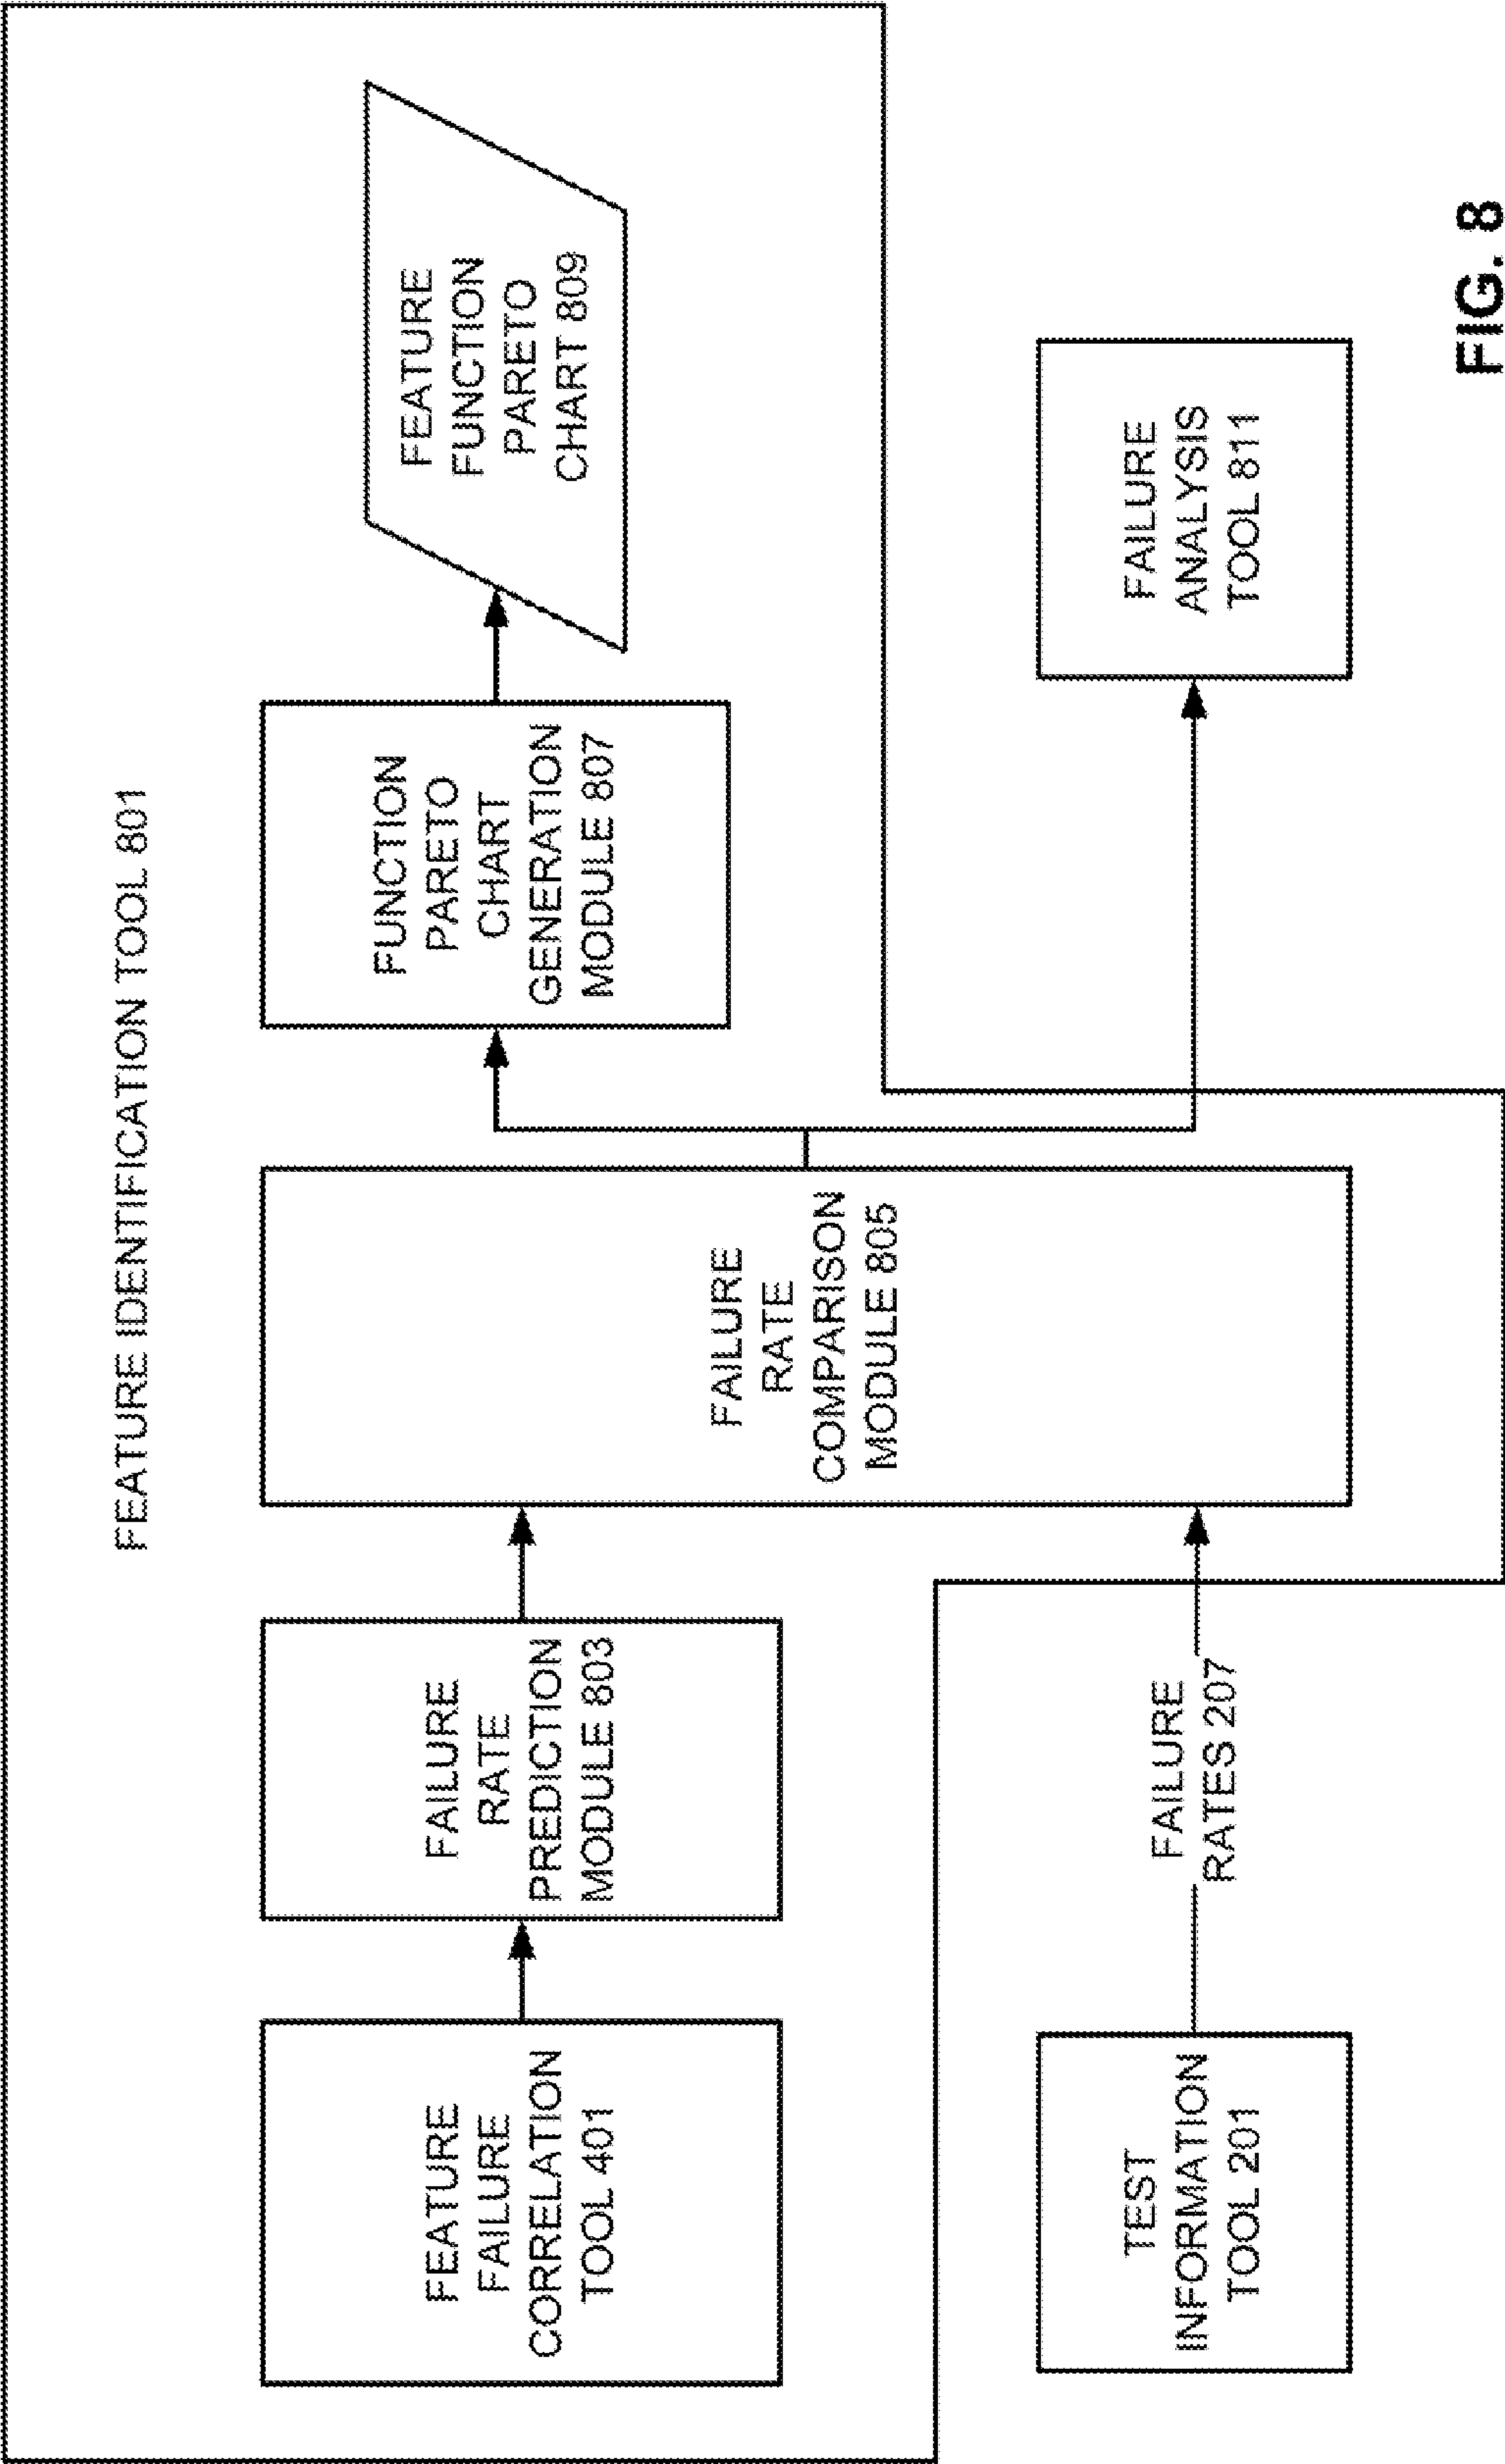 FEATURE IDENTIFICATION TOOL 801
FEATURE
FAILURE
CORRELATION
TOOL 401
FAILURE
RATE
PREDICTION
MODULE 803
FAILURE
RATE
COMPARISON
MODULE 805
FUNCTION
PARETO
CHART
GENERATION
MODULE 807
FEATURE
FUNCTION
PARETO
CHART 809
TEST
INFORMATION
TOOL 201
FAILURE
RATES 207
FAILURE
ANALYSIS
TOOL 811
FIG. 8